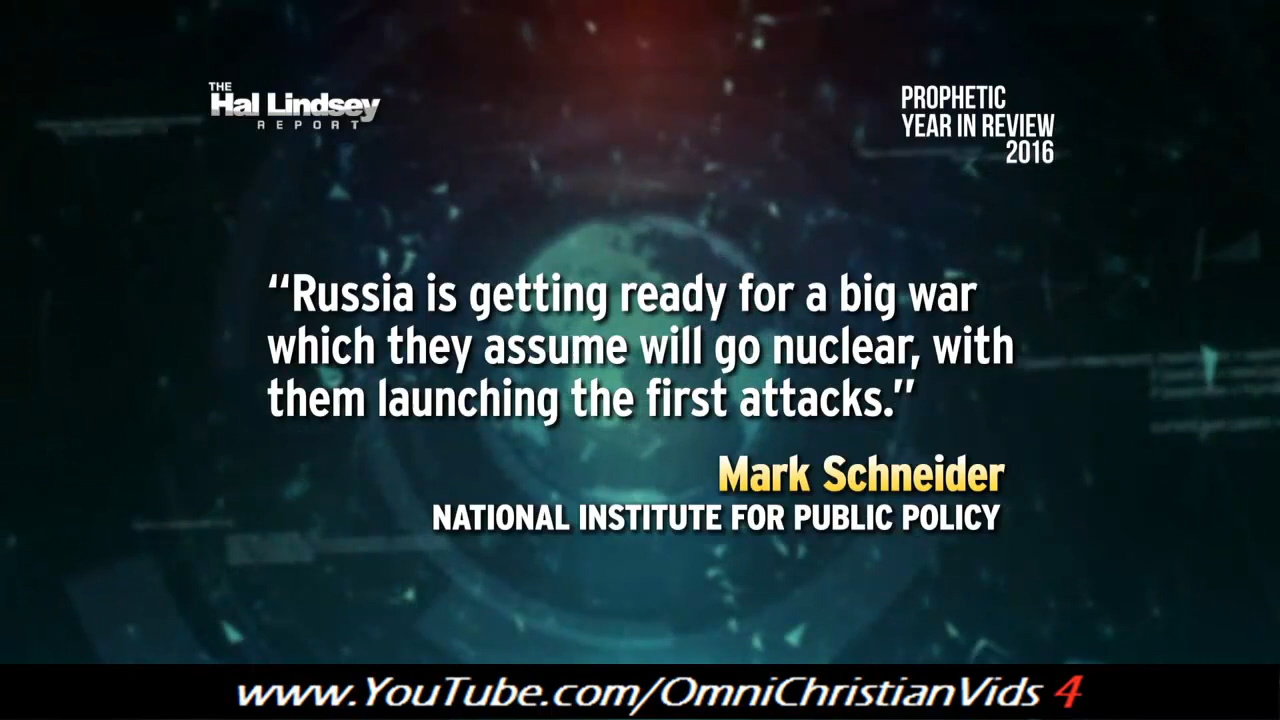 THE
Hal Lindsey
REPORT
PROPHETIC
YEAR IN REVIEW
2016
“Russia is getting ready for a big war
which they assume will go nuclear, with
them launching the first attacks.”
Mark Schneider
NATIONAL INSTITUTE FOR PUBLIC POLICY
www.YouTube.com/OmniChristianVids 4